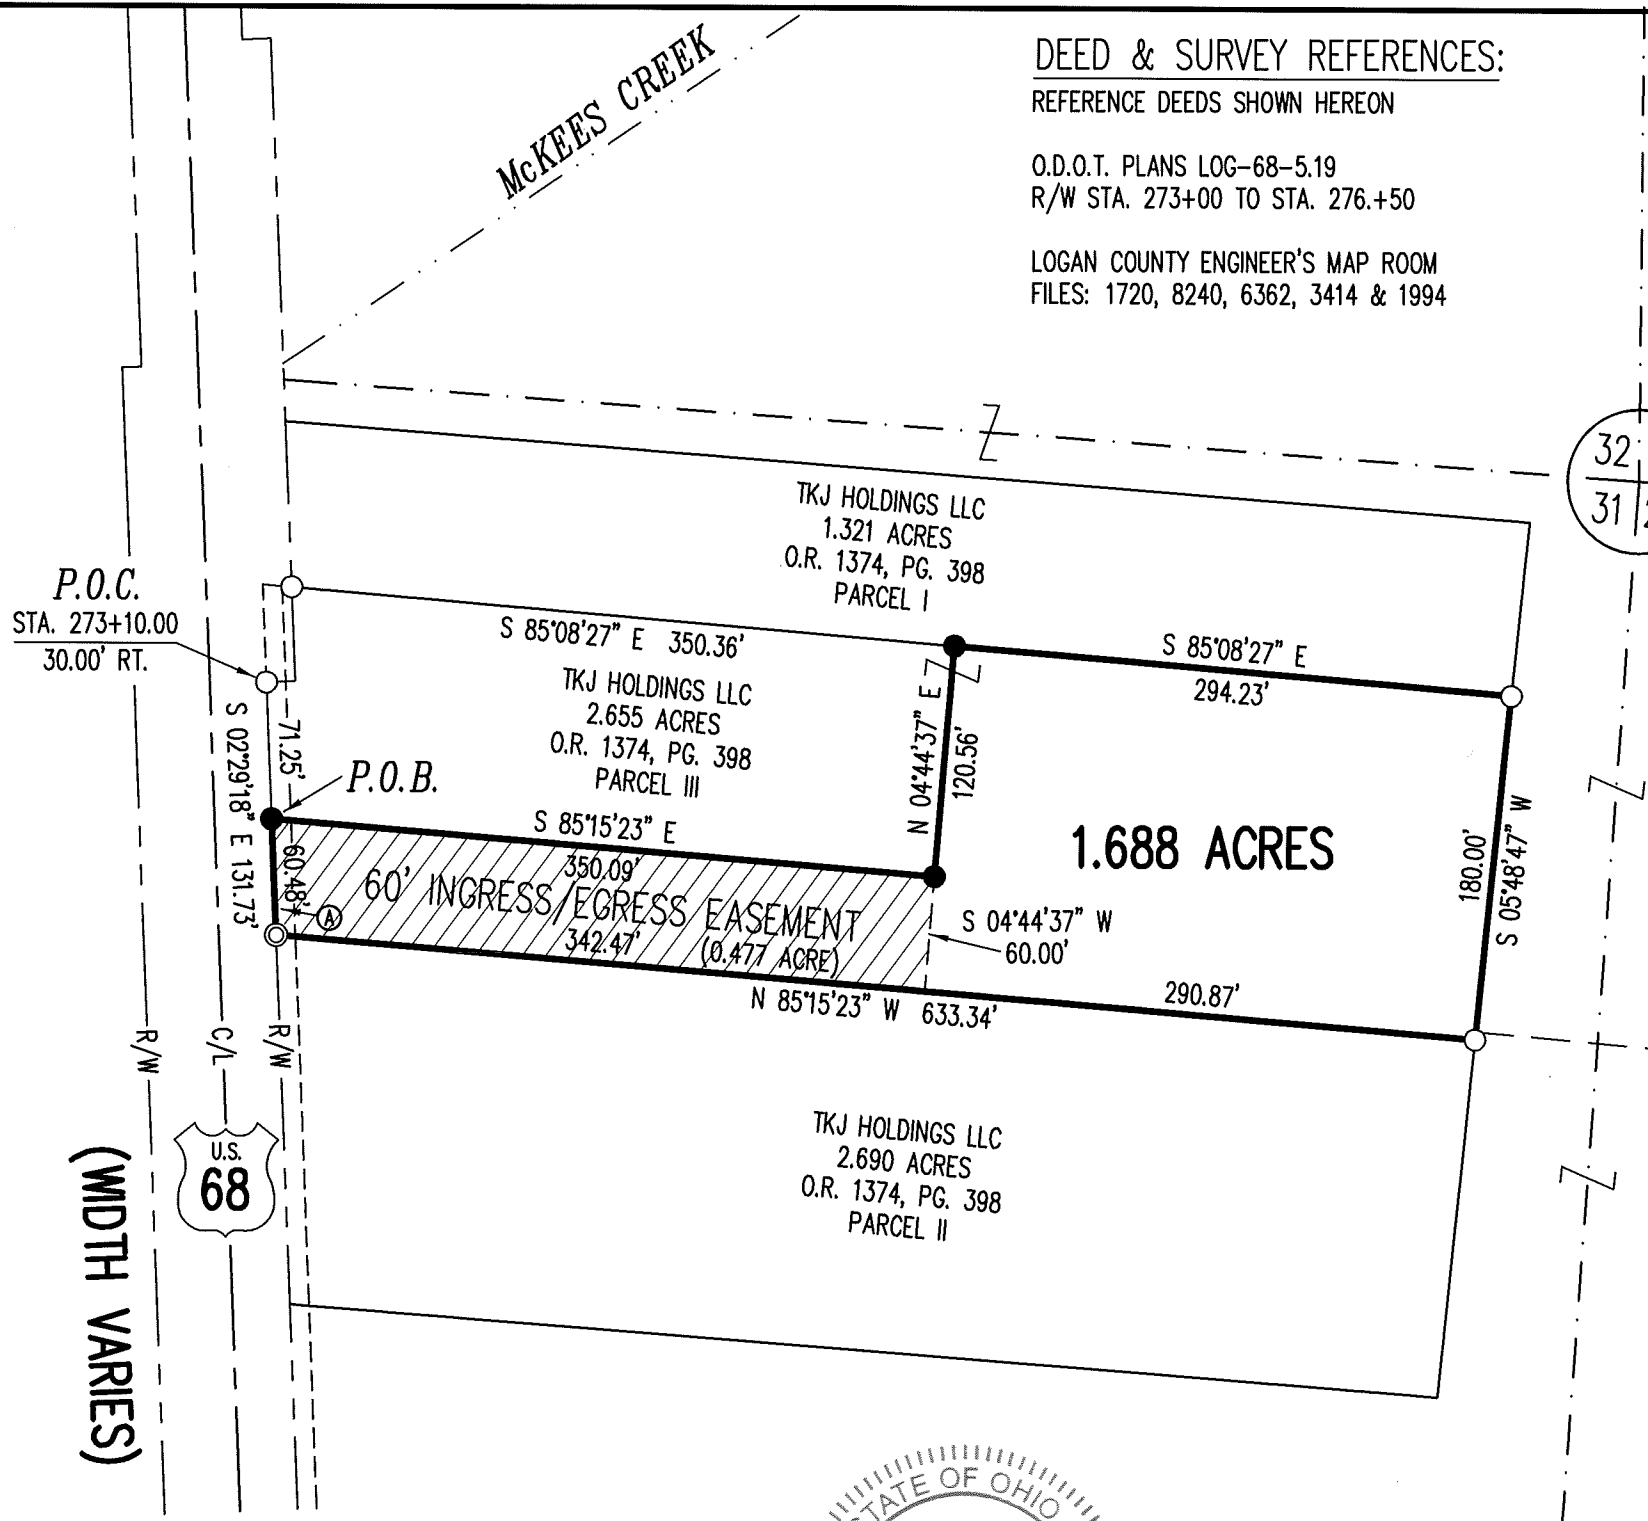 DEED & SURVEY REFERENCES:
REFERENCE DEEDS SHOWN HEREON
O.D.O.T. PLANS LOG-68-5.19
R/W STA. 273+00 TO STA. 276.+50
LOGAN COUNTY ENGINEER'S MAP ROOM
FILES: 1720, 8240, 6362, 3414 & 1994
McKEES CREEK
32
31
TKJ HOLDINGS LLC
1.321 ACRES
O.R. 1374, PG. 398
PARCEL I
P.O.C.
STA. 273+10.00
30.00' RT.
S 85°08'27" E 350.36'
S 85°08'27" E
294.23'
TKJ HOLDINGS LLC
2.655 ACRES
O.R. 1374, PG. 398
PARCEL III
N 04°44'37" E
120.56'
S 02°29'18" E 131.73'
71.25'
P.O.B.
S 85°15'23" E
350.09'
60.48'
A
60' INGRESS/EGRESS EASEMENT
342.47'
(0.477 ACRE)
S 04°44'37" W
60.00'
1.688 ACRES
180.00'
S 05°48'47" W
N 85°15'23" W 633.34'
290.87'
R/W
C/L
R/W
U.S.
68
(WIDTH VARIES)
TKJ HOLDINGS LLC
2.690 ACRES
O.R. 1374, PG. 398
PARCEL II
STATE OF OHIO